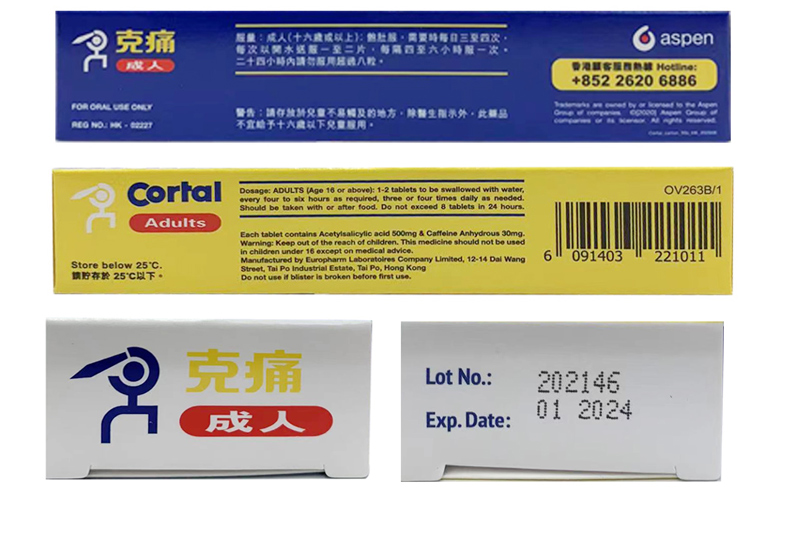 克痛
成人
服量：成人(十六歲或以上)：飽肚服，需要時每日三至四次，
每次以開水送服一至二片，每隔四至六小時服一次。
二十四小時內請勿服用超過八粒。
aspen
香港顧客服務熱線 Hotline:
+852 2620 6886
FOR ORAL USE ONLY
REG NO.: HK - 02227
警告：請存放於兒童不易觸及的地方，除醫生指示外，此藥品
不宜給予十六歲以下兒童服用。
Trademarks are owned by or licensed to the Aspen
Group of companies. ©[2020] Aspen Group of
companies or its licensor. All rights reserved.
Cortal
Adults
Dosage: ADULTS (Age 16 or above): 1-2 tablets to be swallowed with water,
every four to six hours as required, three or four times daily as needed.
Should be taken with or after food. Do not exceed 8 tablets in 24 hours.
OV263B/1
Each tablet contains Acetylsalicylic acid 500mg & Caffeine Anhydrous 30mg.
Warning: Keep out of the reach of children. This medicine should not be used
in children under 16 except on medical advice.
Manufactured by Europharm Laboratoires Company Limited, 12-14 Dai Wang
Street, Tai Po Industrial Estate, Tai Po, Hong Kong
Do not use if blister is broken before first use.
Store below 25℃.
請貯存於 25℃以下。
6 091403 221011
克痛
成人
Lot No.: 202146
Exp. Date: 01 2024